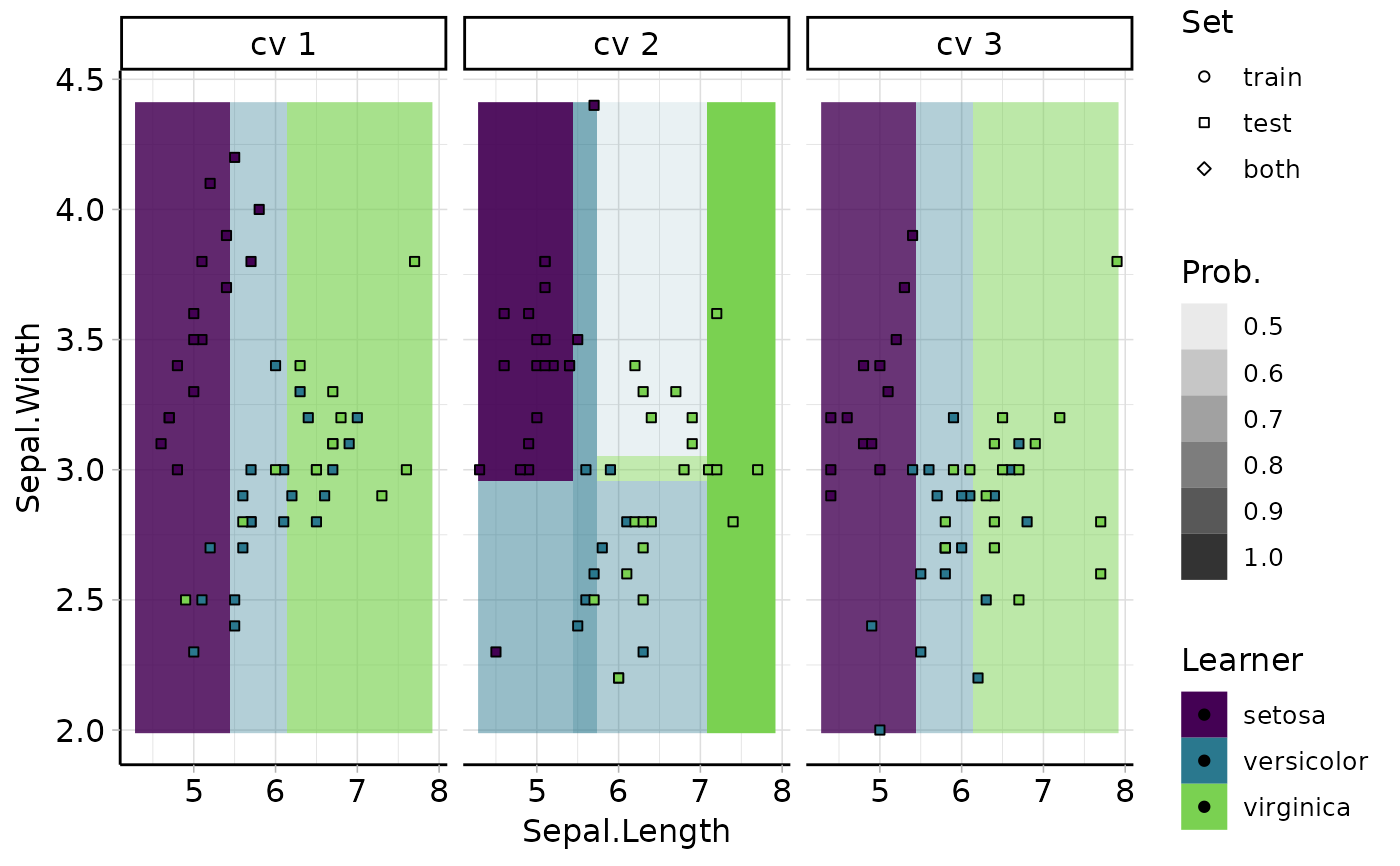 cv 1
cv 2
cv 3
Sepal.Width
4.5
4.0
3.5
3.0
2.5
2.0
5 6 7 8
5 6 7 8
5 6 7 8
Sepal.Length
Set
train
test
both
Prob.
0.5
0.6
0.7
0.8
0.9
1.0
Learner
setosa
versicolor
virginica